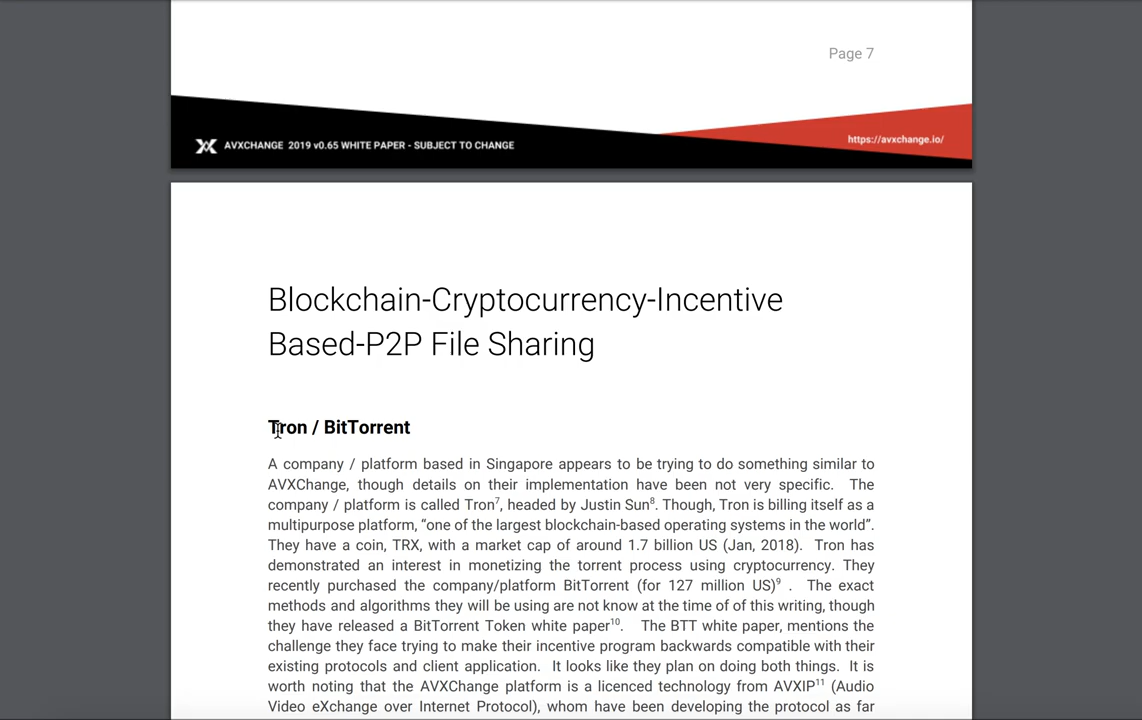 Page 7
AVXCHANGE 2019 v0.65 WHITE PAPER - SUBJECT TO CHANGE
https://avxchange.io/
Blockchain-Cryptocurrency-Incentive
Based-P2P File Sharing
Tron / BitTorrent
A company / platform based in Singapore appears to be trying to do something similar to
AVXChange, though details on their implementation have been not very specific. The
company / platform is called Tron⁷, headed by Justin Sun⁸. Though, Tron is billing itself as a
multipurpose platform, “one of the largest blockchain-based operating systems in the world”.
They have a coin, TRX, with a market cap of around 1.7 billion US (Jan, 2018). Tron has
demonstrated an interest in monetizing the torrent process using cryptocurrency. They
recently purchased the company/platform BitTorrent (for 127 million US)⁹ . The exact
methods and algorithms they will be using are not know at the time of of this writing, though
they have released a BitTorrent Token white paper¹⁰. The BTT white paper, mentions the
challenge they face trying to make their incentive program backwards compatible with their
existing protocols and client application. It looks like they plan on doing both things. It is
worth noting that the AVXChange platform is a licenced technology from AVXIP¹¹ (Audio
Video eXchange over Internet Protocol), whom have been developing the protocol as far